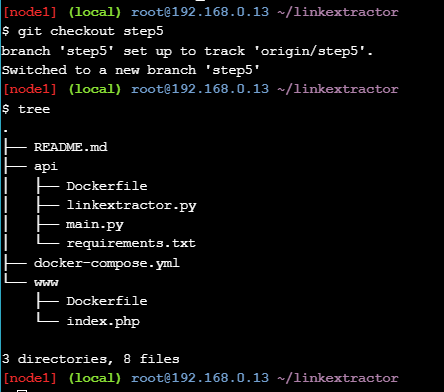 [node1] (local) root@192.168.0.13 ~/linkextractor
$ git checkout step5
branch 'step5' set up to track 'origin/step5'.
Switched to a new branch 'step5'
[node1] (local) root@192.168.0.13 ~/linkextractor
$ tree
.
├── README.md
├── api
│   ├── Dockerfile
│   ├── linkextractor.py
│   ├── main.py
│   └── requirements.txt
├── docker-compose.yml
└── www
    ├── Dockerfile
    └── index.php

3 directories, 8 files
[node1] (local) root@192.168.0.13 ~/linkextractor